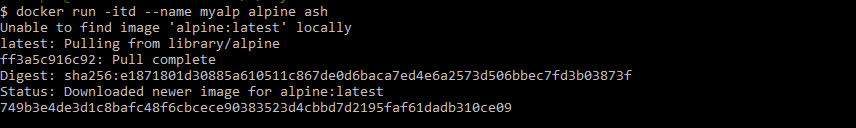 $ docker run -itd --name myalp alpine ash
Unable to find image 'alpine:latest' locally
latest: Pulling from library/alpine
ff3a5c916c92: Pull complete
Digest: sha256:e1871801d30885a610511c867de0d6baca7ed4e6a2573d506bbec7fd3b03873f
Status: Downloaded newer image for alpine:latest
749b3e4de3d1c8bafc48f6cbcece90383523d4cbbd7d2195faf61dadb310ce09